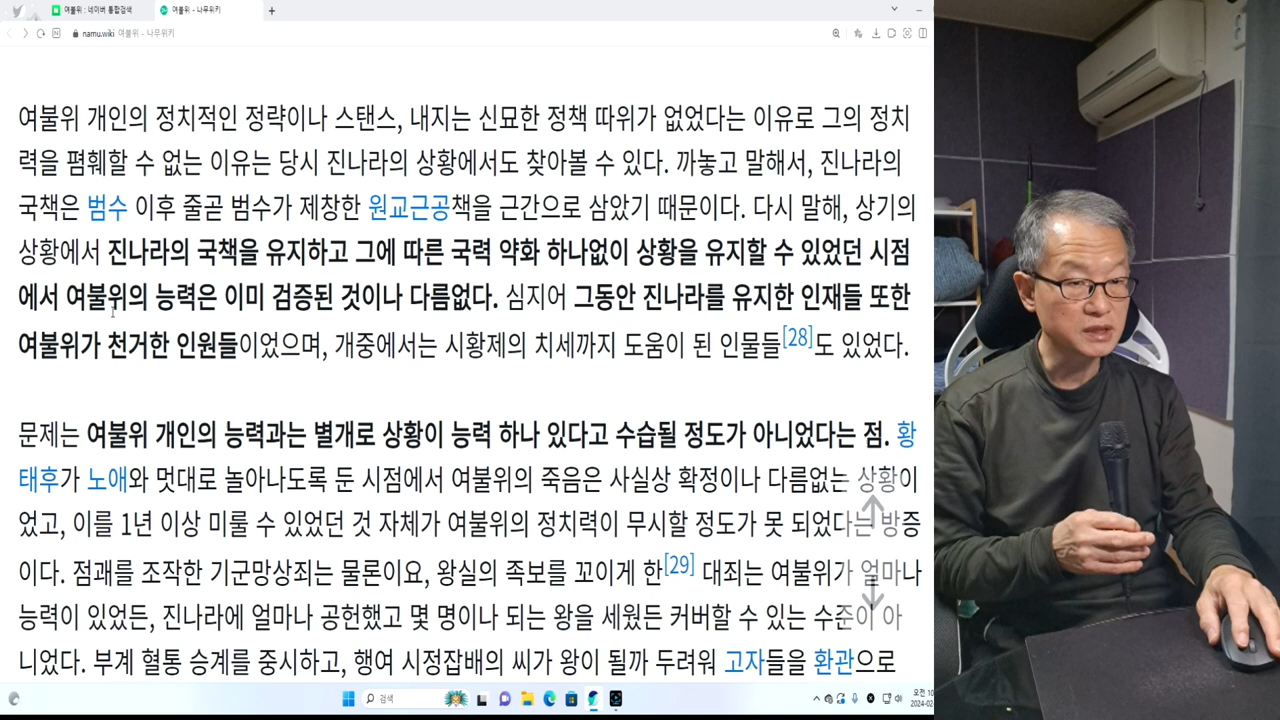 여불위 : 네이버 통합검색
여불위 - 나무위키
namu.wiki 여불위 - 나무위키
여불위 개인의 정치적인 정략이나 스탠스, 내지는 신묘한 정책 따위가 없었다는 이유로 그의 정치
력을 폄훼할 수 없는 이유는 당시 진나라의 상황에서도 찾아볼 수 있다. 까놓고 말해서, 진나라의
국책은 범수 이후 줄곧 범수가 제창한 원교근공책을 근간으로 삼았기 때문이다. 다시 말해, 상기의
상황에서 진나라의 국책을 유지하고 그에 따른 국력 약화 하나없이 상황을 유지할 수 있었던 시점
에서 여불위의 능력은 이미 검증된 것이나 다름없다. 심지어 그동안 진나라를 유지한 인재들 또한
여불위가 천거한 인원들이었으며, 개중에서는 시황제의 치세까지 도움이 된 인물들[28]도 있었다.
문제는 여불위 개인의 능력과는 별개로 상황이 능력 하나 있다고 수습될 정도가 아니었다는 점. 황
태후가 노애와 멋대로 놀아나도록 둔 시점에서 여불위의 죽음은 사실상 확정이나 다름없는 상황이
었고, 이를 1년 이상 미룰 수 있었던 것 자체가 여불위의 정치력이 무시할 정도가 못 되었다는 방증
이다. 점괘를 조작한 기군망상죄는 물론이요, 왕실의 족보를 꼬이게 한[29] 대죄는 여불위가 얼마나
능력이 있었든, 진나라에 얼마나 공헌했고 몇 명이나 되는 왕을 세웠든 커버할 수 있는 수준이 아
니었다. 부계 혈통 승계를 중시하고, 행여 시정잡배의 씨가 왕이 될까 두려워 고자들을 환관으로
검색
오전 10
2024-02